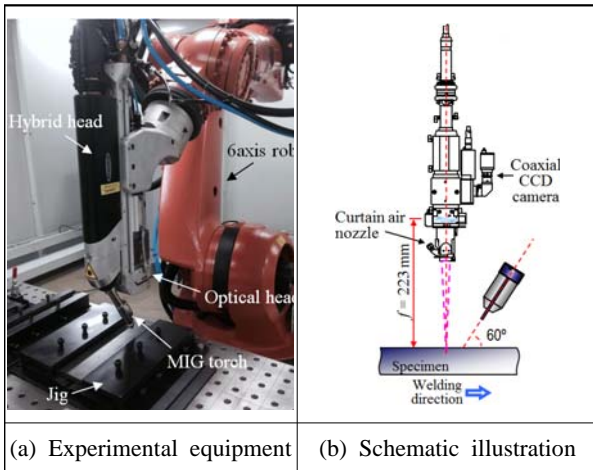 Hybrid head
6axis rob
Optical head
MIG torch
Jig
Coaxial
CCD
camera
Curtain air
nozzle
f = 223 mm
60º
Specimen
Welding
direction
(a) Experimental equipment
(b) Schematic illustration